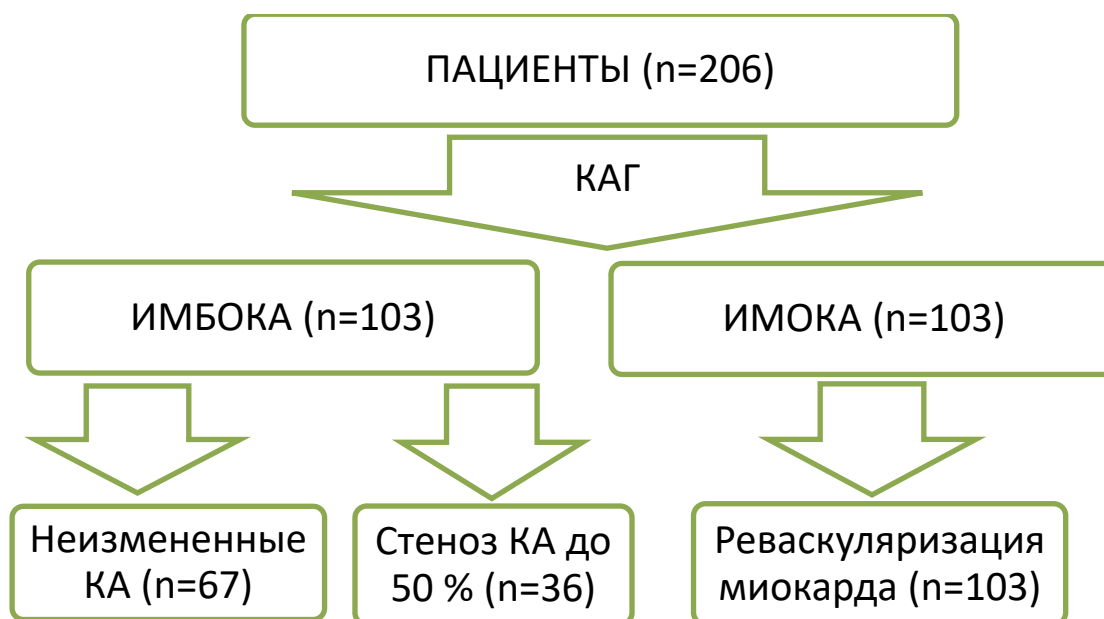 ПАЦИЕНТЫ (n=206)
КАГ
ИМБОКА (n=103)
ИМОКА (n=103)
Неизмененные
КА (n=67)
Стеноз КА до
50 % (n=36)
Реваскуляризация
миокарда (n=103)